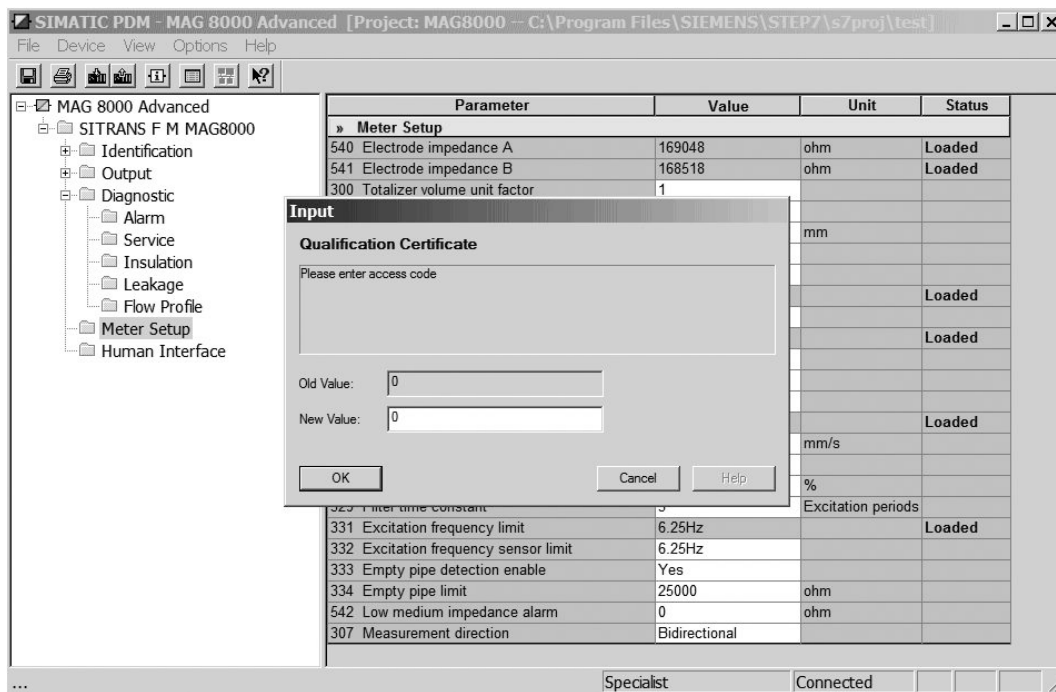 SIMATIC PDM - MAG 8000 Advanced [Project: MAG8000 -- C:\Program Files\SIEMENS\STEP7\s7proj\test]
File Device View Options Help
MAG 8000 Advanced
SITRANS F M MAG8000
Identification
Output
Diagnostic
Alarm
Service
Insulation
Leakage
Flow Profile
Meter Setup
Human Interface
Parameter Value Unit Status
» Meter Setup
540 Electrode impedance A 169048 ohm Loaded
541 Electrode impedance B 168518 ohm Loaded
300 Totalizer volume unit factor 1
mm
Loaded
Loaded
Loaded
mm/s
%
Input
Qualification Certificate
Please enter access code
Old Value: 0
New Value: 0
OK Cancel Help
Filter time constant Excitation periods
331 Excitation frequency limit 6.25Hz Loaded
332 Excitation frequency sensor limit 6.25Hz
333 Empty pipe detection enable Yes
334 Empty pipe limit 25000 ohm
542 Low medium impedance alarm 0 ohm
307 Measurement direction Bidirectional
... Specialist Connected